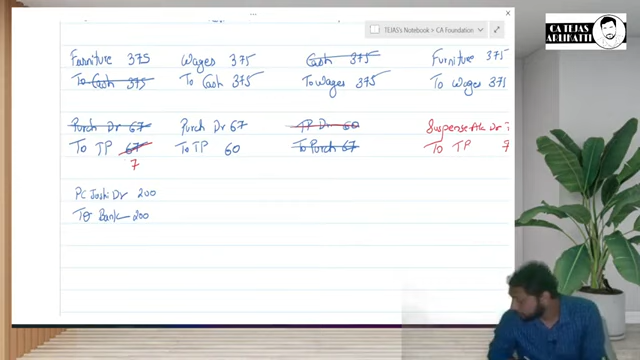 TEJAS's Notebook > CA Foundation
CA TEJAS
ARLIKATTI
Furniture 375 Wages 375 Cash 375 Furniture 375
To Cash 375 To Cash 375 To Wages 375 To Wages 375
Purch Dr 67 Purch Dr 67 TP Dr 60 Suspense A/c Dr 7
To TP 67 To TP 60 To Purch 67 To TP 7
7
PC Joshi Dr 200
To Bank 200